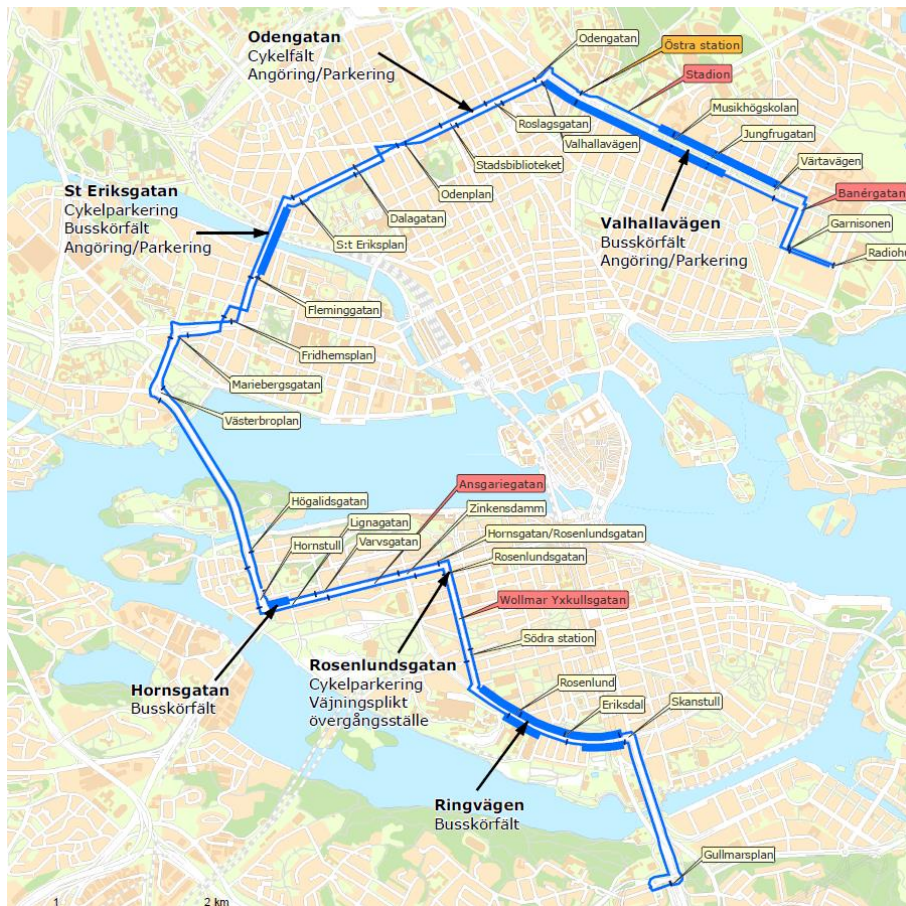 Odengatan
Cykelfält
Angöring/Parkering
Odengatan
Östra station
Stadion
Musikhögskolan
Roslagsgatan
Jungfrugatan
Valhallavägen
Stadsbiblioteket
Värtavägen
St Eriksgatan
Cykelparkering
Busskörfält
Angöring/Parkering
Odenplan
Banérgatan
Dalagatan
Valhallavägen
Busskörfält
Angöring/Parkering
Garnisonen
S:t Eriksplan
Radiohu
Fleminggatan
Fridhemsplan
Mariebergsgatan
Västerbroplan
Ansgariegatan
Högalidsgatan
Zinkensdamm
Lignagatan
Hornstull
Varvsgatan
Hornsgatan/Rosenlundsgatan
Rosenlundsgatan
Wollmar Yxkullsgatan
Södra station
Rosenlundsgatan
Cykelparkering
Väjningsplikt
övergångsställe
Hornsgatan
Busskörfält
Rosenlund
Eriksdal
Skanstull
Ringvägen
Busskörfält
Gullmarsplan
1
2 km